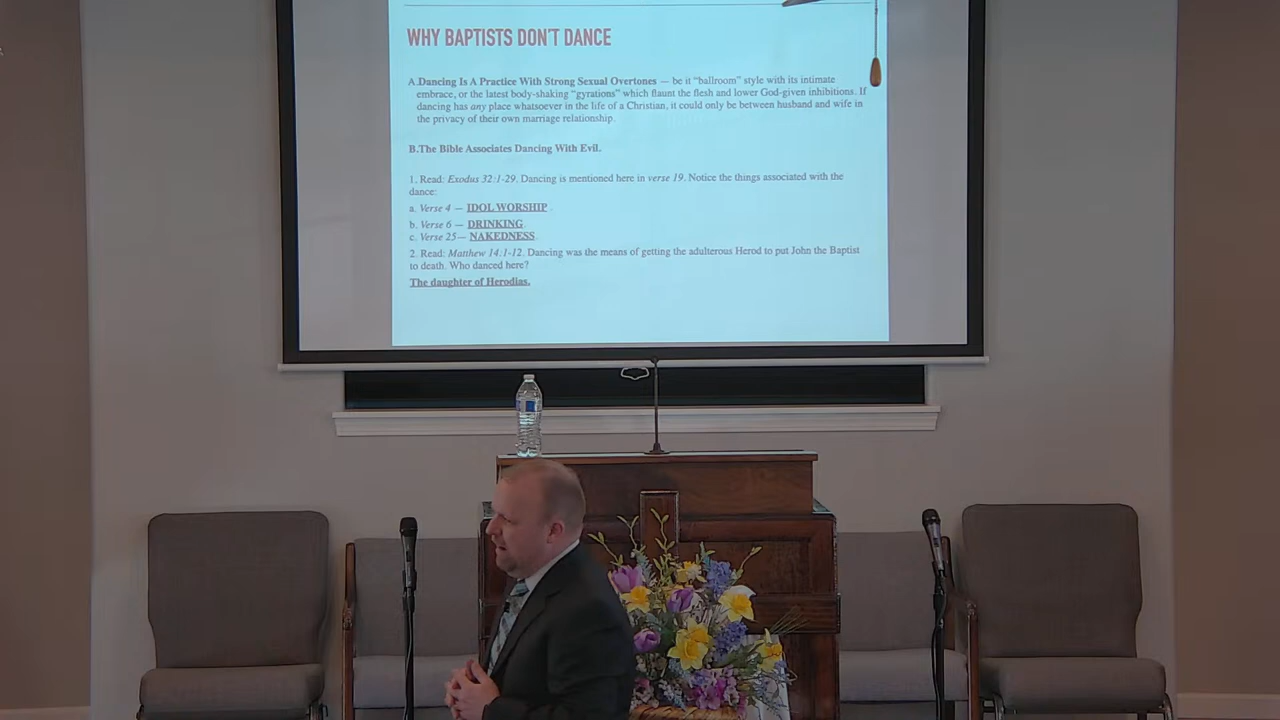 WHY BAPTISTS DON'T DANCE
A.Dancing Is A Practice With Strong Sexual Overtones — be it "ballroom" style with its intimate
embrace, or the latest body-shaking "gyrations" which flaunt the flesh and lower God-given inhibitions. If
dancing has any place whatsoever in the life of a Christian, it could only be between husband and wife in
the privacy of their own marriage relationship.
B.The Bible Associates Dancing With Evil.
1. Read: Exodus 32:1-29. Dancing is mentioned here in verse 19. Notice the things associated with the
dance:
a. Verse 4 — IDOL WORSHIP.
b. Verse 6 — DRINKING.
c. Verse 25— NAKEDNESS.
2. Read: Matthew 14:1-12. Dancing was the means of getting the adulterous Herod to put John the Baptist
to death. Who danced here?
The daughter of Herodias.